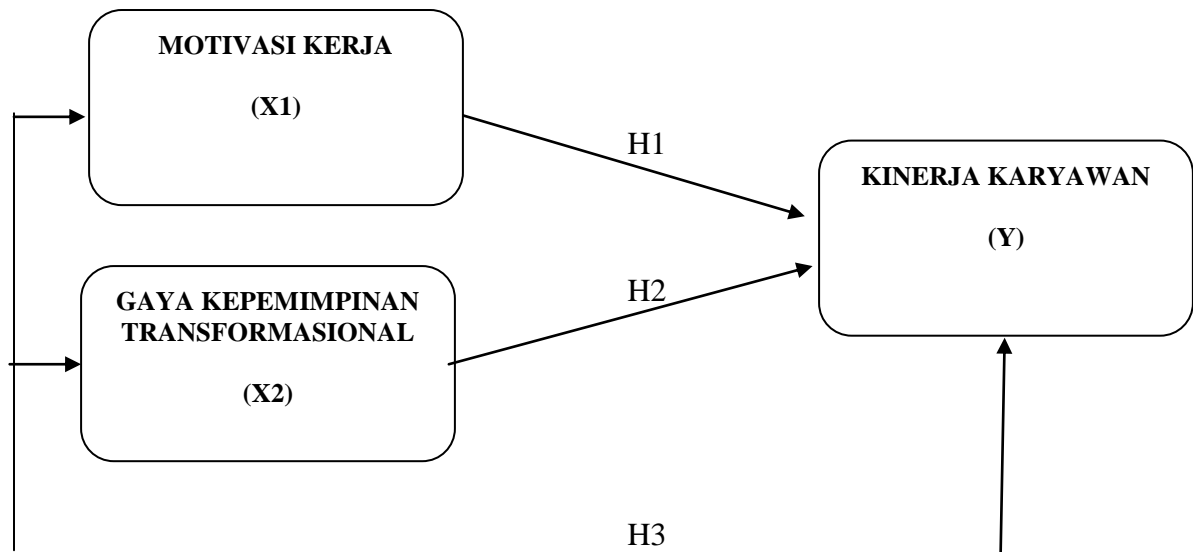 MOTIVASI KERJA
(X1)
H1
KINERJA KARYAWAN
(Y)
GAYA KEPEMIMPINAN
TRANSFORMASIONAL
(X2)
H2
H3